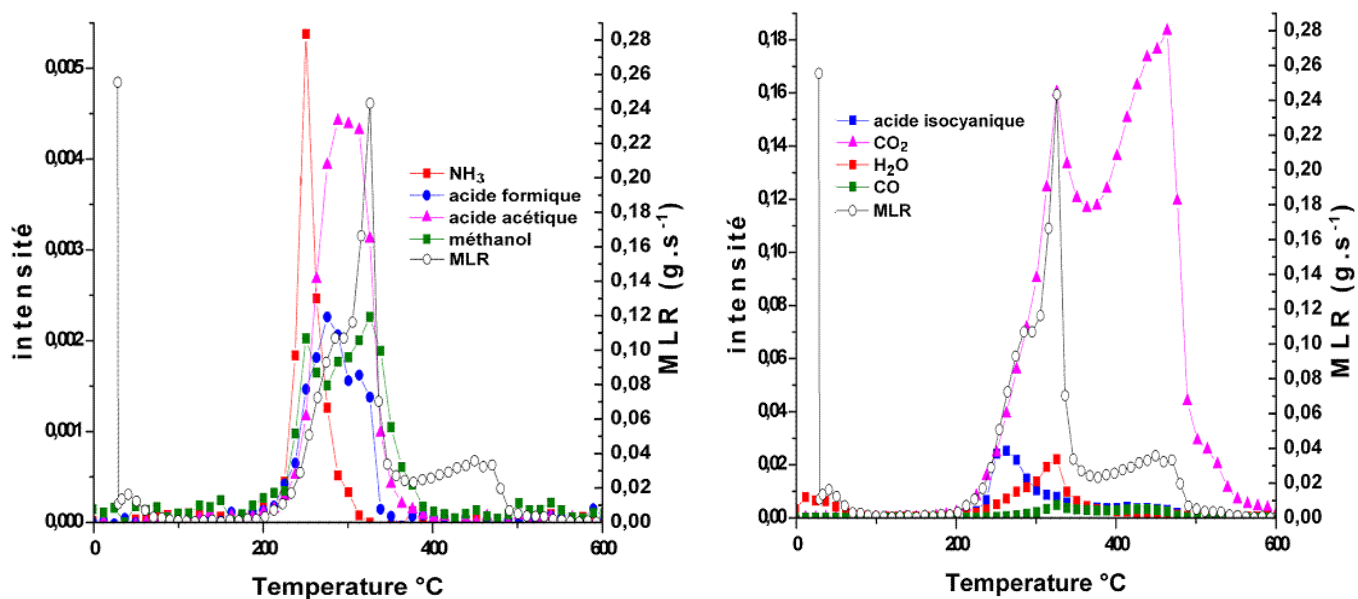 0,005
0,004
0,003
0,002
0,001
0,000
intensité
0,28
0,26
0,24
0,22
0,20
0,18
0,16
0,14
0,12
0,10
0,08
0,06
0,04
0,02
0,00
MLR (g.s⁻¹)
NH₃
acide formique
acide acétique
méthanol
MLR
0 200 400 600
Temperature °C
0,18
0,16
0,14
0,12
0,10
0,08
0,06
0,04
0,02
0,00
intensité
0,28
0,26
0,24
0,22
0,20
0,18
0,16
0,14
0,12
0,10
0,08
0,06
0,04
0,02
0,00
MLR (g.s⁻¹)
acide isocyanique
CO₂
H₂O
CO
MLR
0 200 400 600
Temperature °C